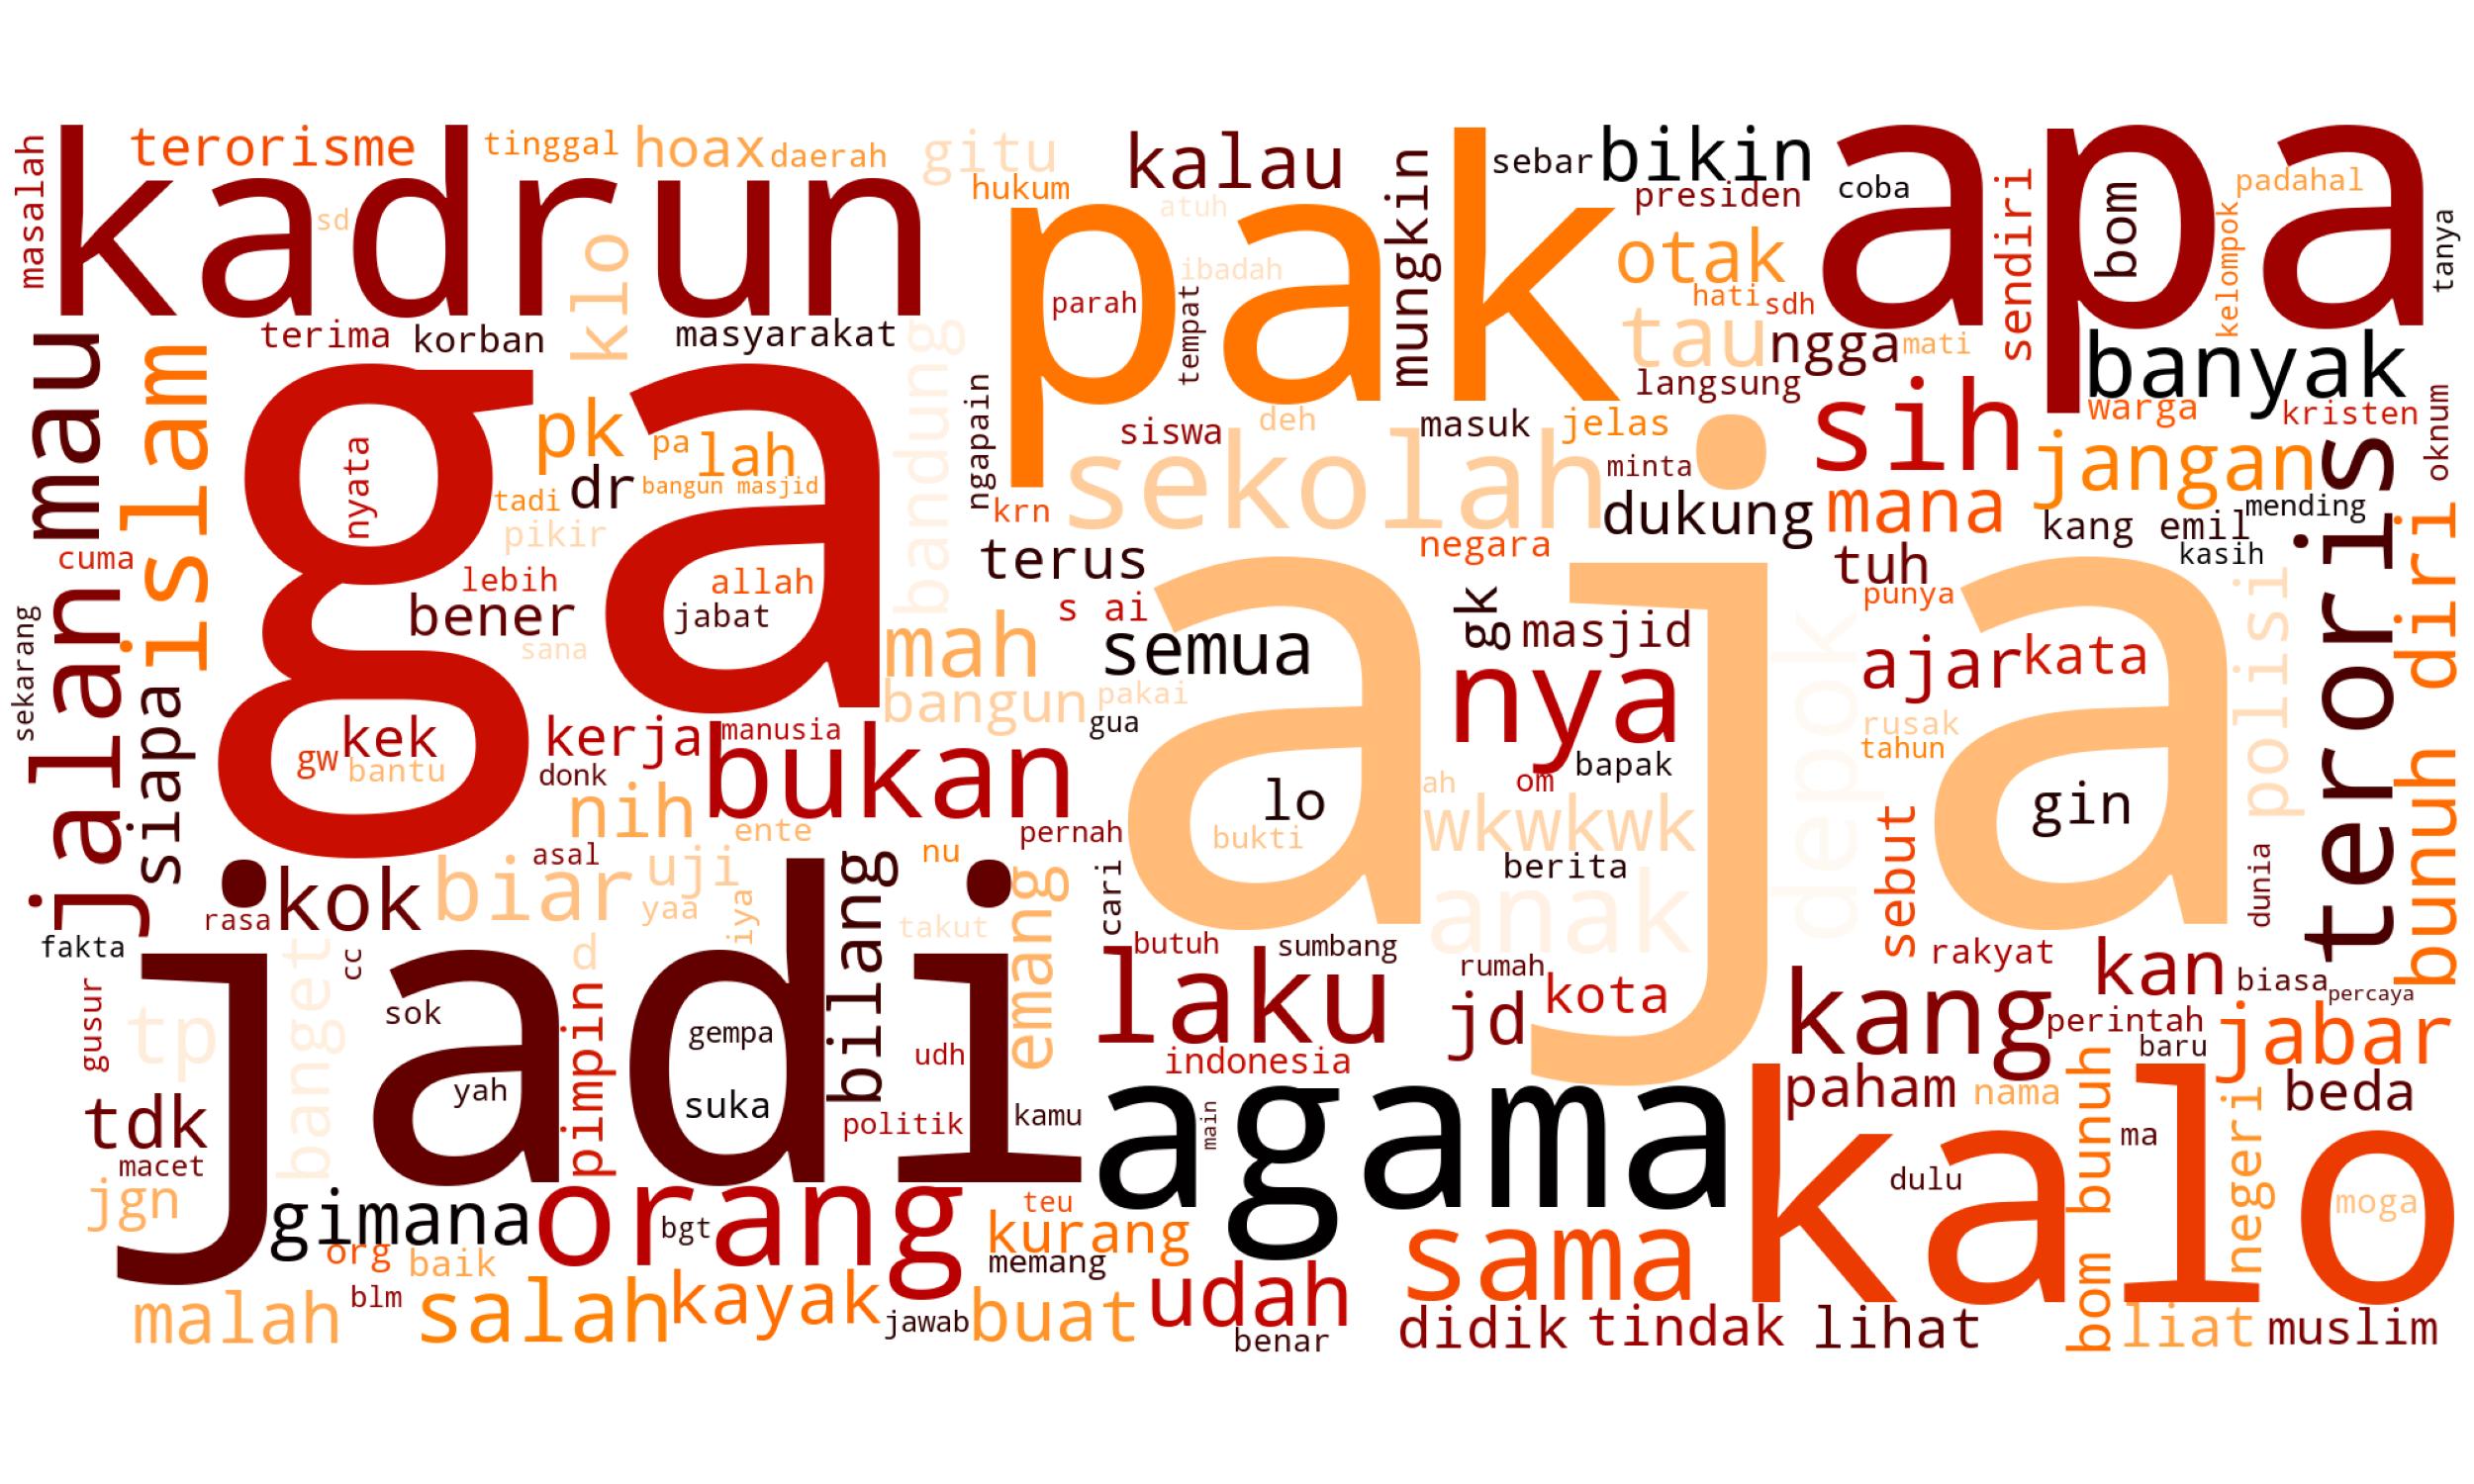 kadrun
pak
apa
ga
aja
jadi
agama
kalo
masalah
terorisme
tinggal
hoax
daerah
gitu
hukum
kalau
atuh
mungkin
sebar
bikin
presiden
coba
sendiri
bom
kelompok
padahal
tanya
sd
klo
terima
korban
masyarakat
bandung
ibadah
parah
tempat
otak
hati
sdh
tau
ngga
mati
langsung
banyak
warga
kristen
oknum
mau
islam
nyata
pk
pa
lah
dr
bangun masjid
tadi
pikir
ngapain
krn
siswa
deh
masuk
jelas
sekolah
minta
dukung
sih
mana
jangan
mending
kang emil
kasih
teroris
bunuh diri
cuma
lebih
allah
bener
jabat
sana
terus
s ai
negara
tuh
punya
polisi
sekarang
jalan
siapa
mah
bangun
pakai
gua
semua
gk
masjid
nya
depok
ajar
kata
rusak
tahun
kek
gw
bantu
kerja
manusia
donk
bukan
nih
ente
pernah
lo
bukti
ah
om
bapak
wkwkwk
berita
gin
sebut
dunia
kok
rasa
biar
asal
uji
yaa
iya
bilang
nu
takut
emang
cari
anak
fakta
gusur
cc
tp
banget
sok
yah
d
pimpin
gempa
suka
udh
politik
kamu
butuh
sumbang
laku
indonesia
rumah
jd
kota
rakyat
kang
kan
biasa
percaya
perintah
jabar
baru
tdk
macet
jgn
gimana
org
baik
orang
bgt
teu
kurang
memang
main
paham
nama
bom bunuh
ma
negeri
beda
dulu
moga
malah
blm
salah
kayak
jawab
buat
udah
benar
sama
didik
tindak
lihat
liat
muslim